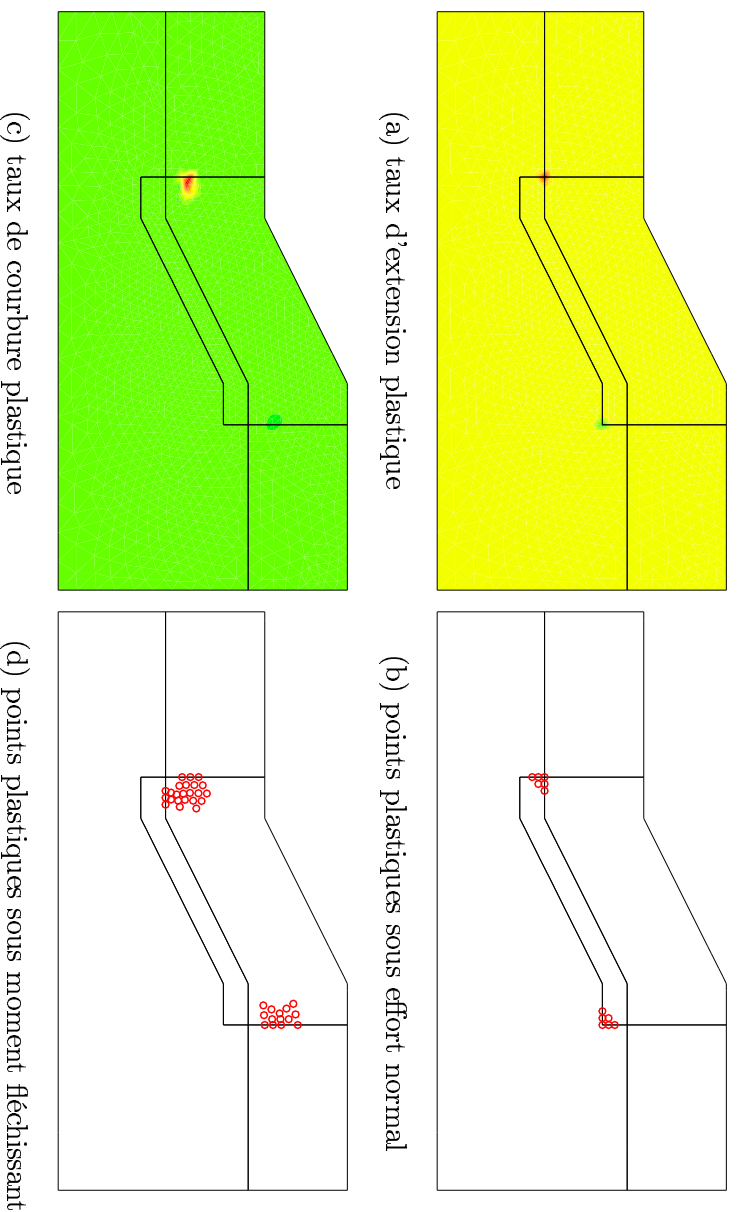 (a) taux d'extension plastique
(b) points plastiques sous effort normal
(c) taux de courbure plastique
(d) points plastiques sous moment fléchissant